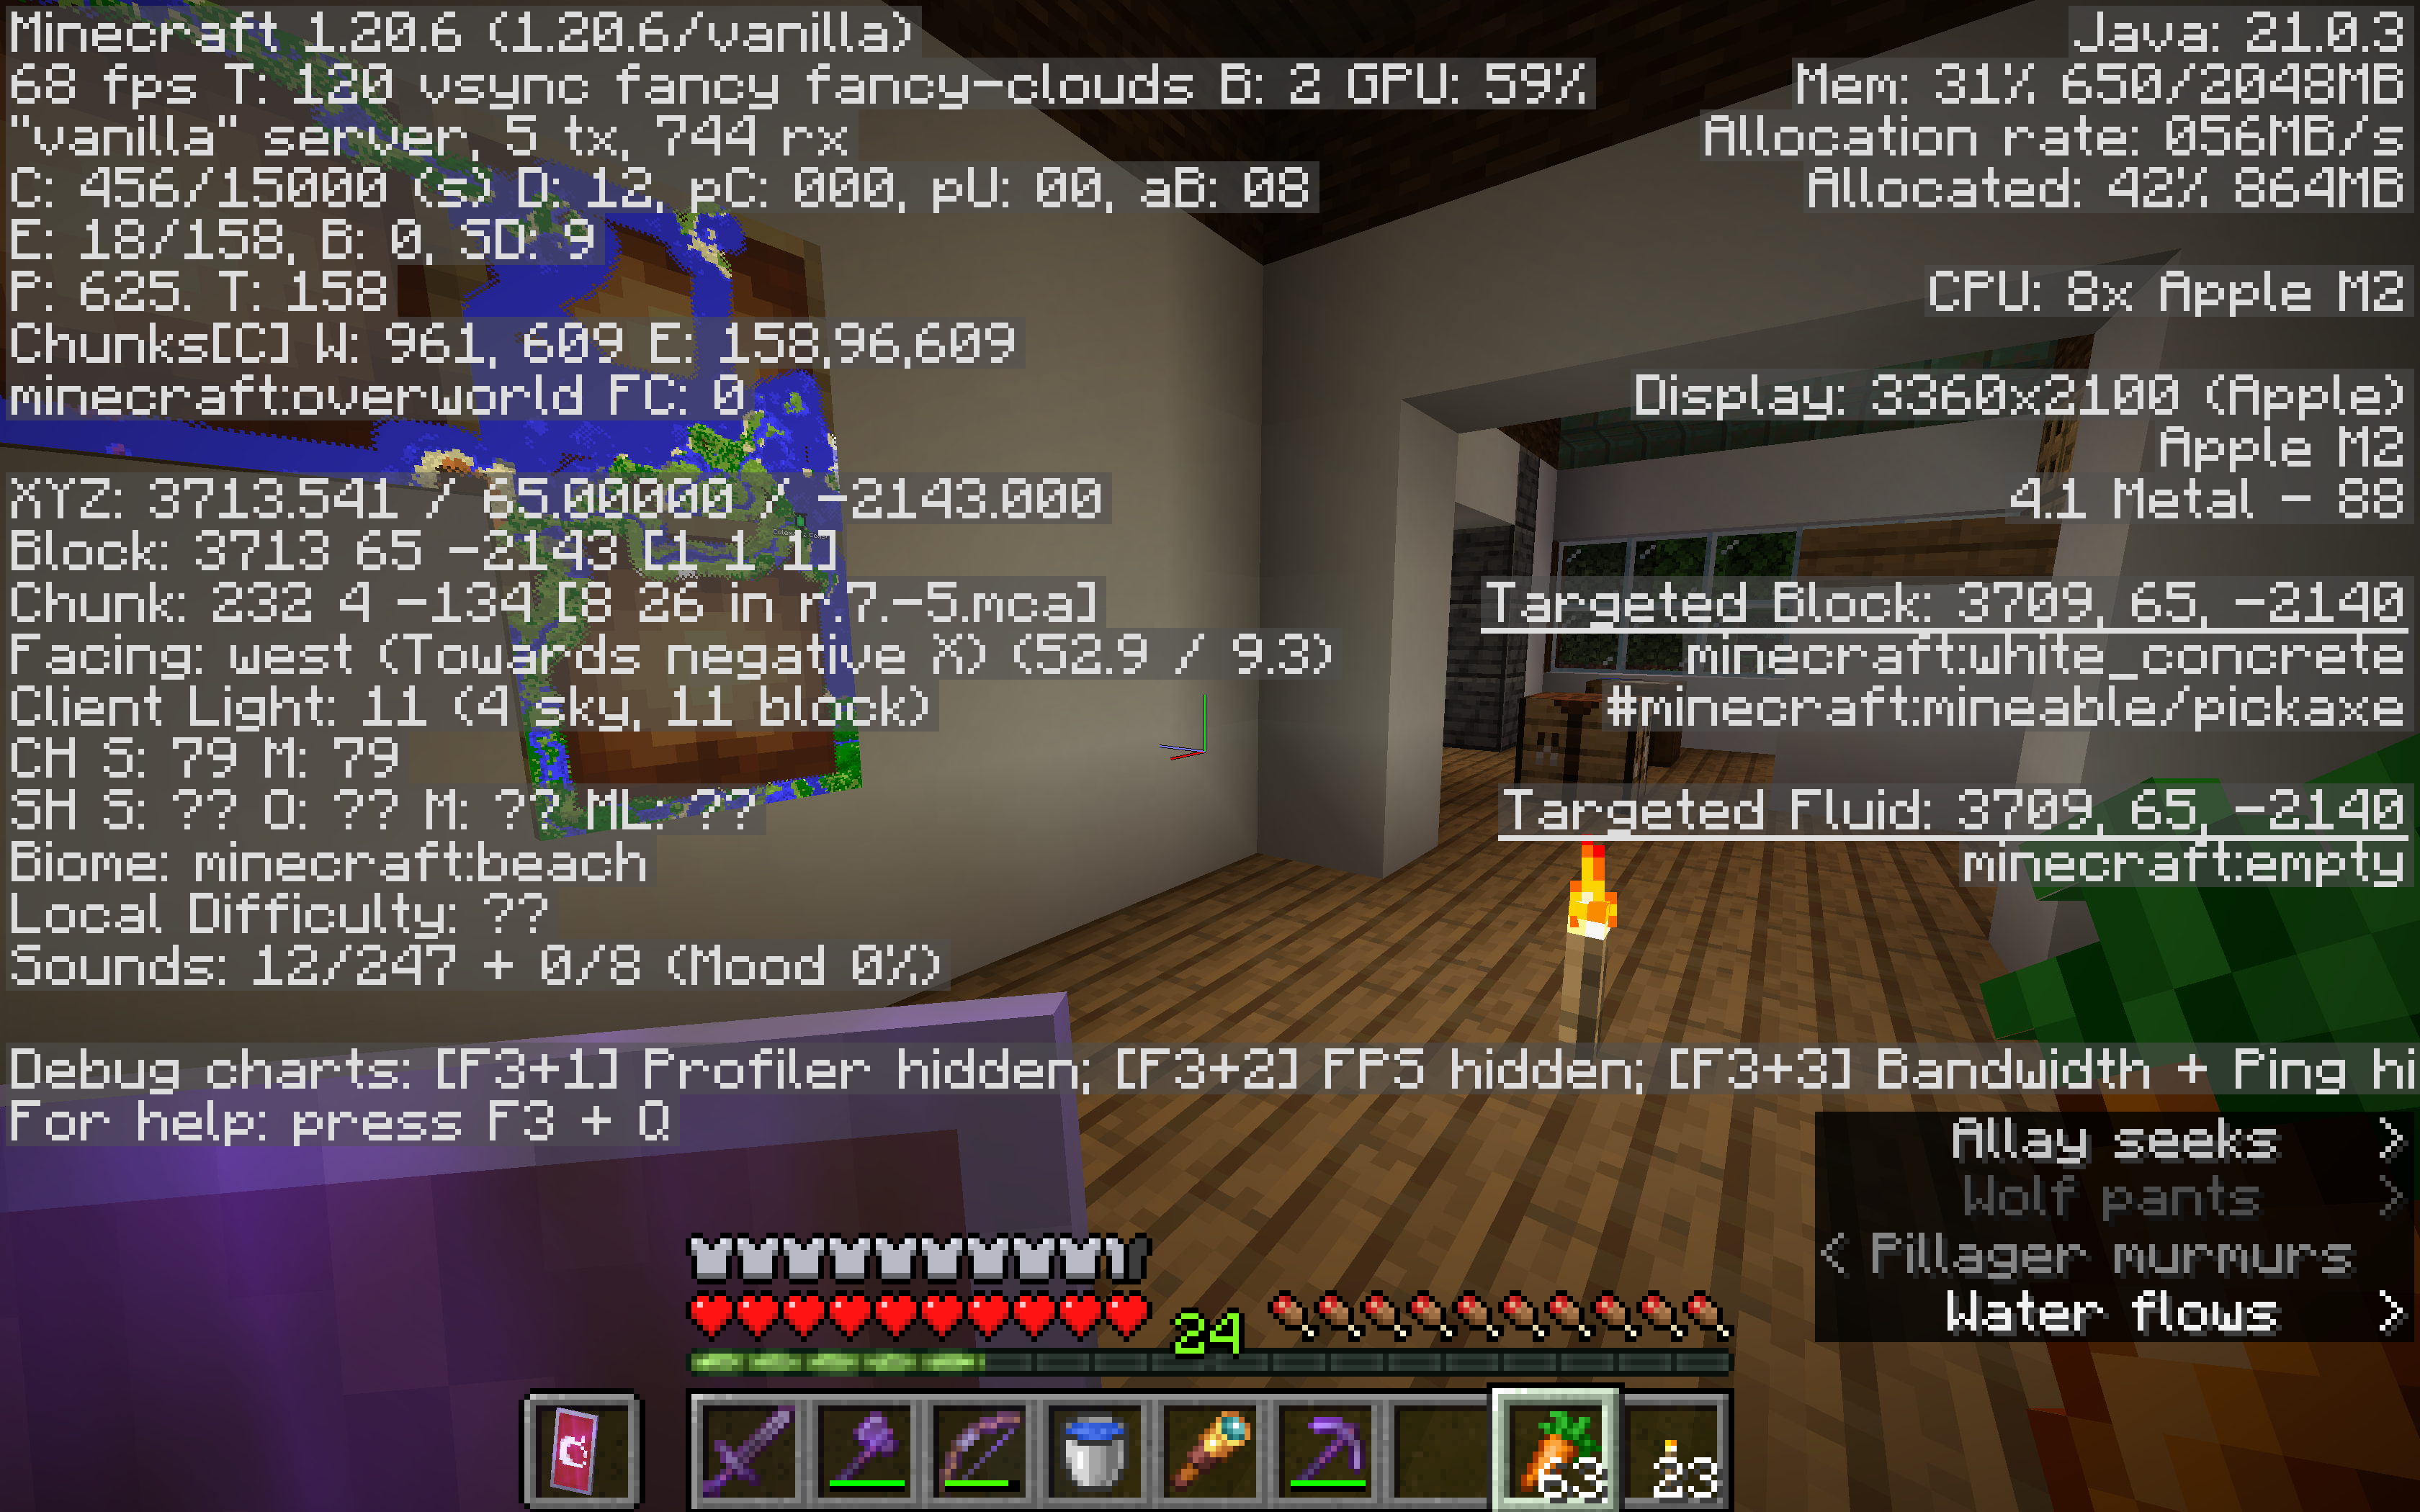 Minecraft 1.20.6 (1.20.6/vanilla)
68 fps T: 120 vsync fancy fancy-clouds B: 2 GPU: 59%
"vanilla" server, 5 tx, 744 rx
C: 456/15000 (s) D: 12, pC: 000, pU: 00, aB: 08
E: 18/158, B: 0, SD: 9
P: 625. T: 158
Chunks[C] W: 961, 609 E: 158,96,609
minecraft:overworld FC: 0
XYZ: 3713.541 / 65.00000 / -2143.000
Block: 3713 65 -2143 [1 1 1]
Chunk: 232 4 -134 [8 26 in r.7.-5.mca]
Facing: west (Towards negative X) (52.9 / 9.3)
Client Light: 11 (4 sky, 11 block)
CH S: 79 M: 79
SH S: ?? O: ?? M: ?? ML: ??
Biome: minecraft:beach
Local Difficulty: ??
Sounds: 12/247 + 0/8 (Mood 0%)
Debug charts: [F3+1] Profiler hidden; [F3+2] FPS hidden; [F3+3] Bandwidth + Ping hi
For help: press F3 + Q
Java: 21.0.3
Mem: 31% 650/2048MB
Allocation rate: 056MB/s
Allocated: 42% 864MB
CPU: 8x Apple M2
Display: 3360x2100 (Apple)
Apple M2
4.1 Metal - 88
Targeted Block: 3709, 65, -2140
minecraft:white_concrete
#minecraft:mineable/pickaxe
Targeted Fluid: 3709, 65, -2140
minecraft:empty
Allay seeks >
Wolf pants >
< Pillager murmurs
Water flows >
24
63
23